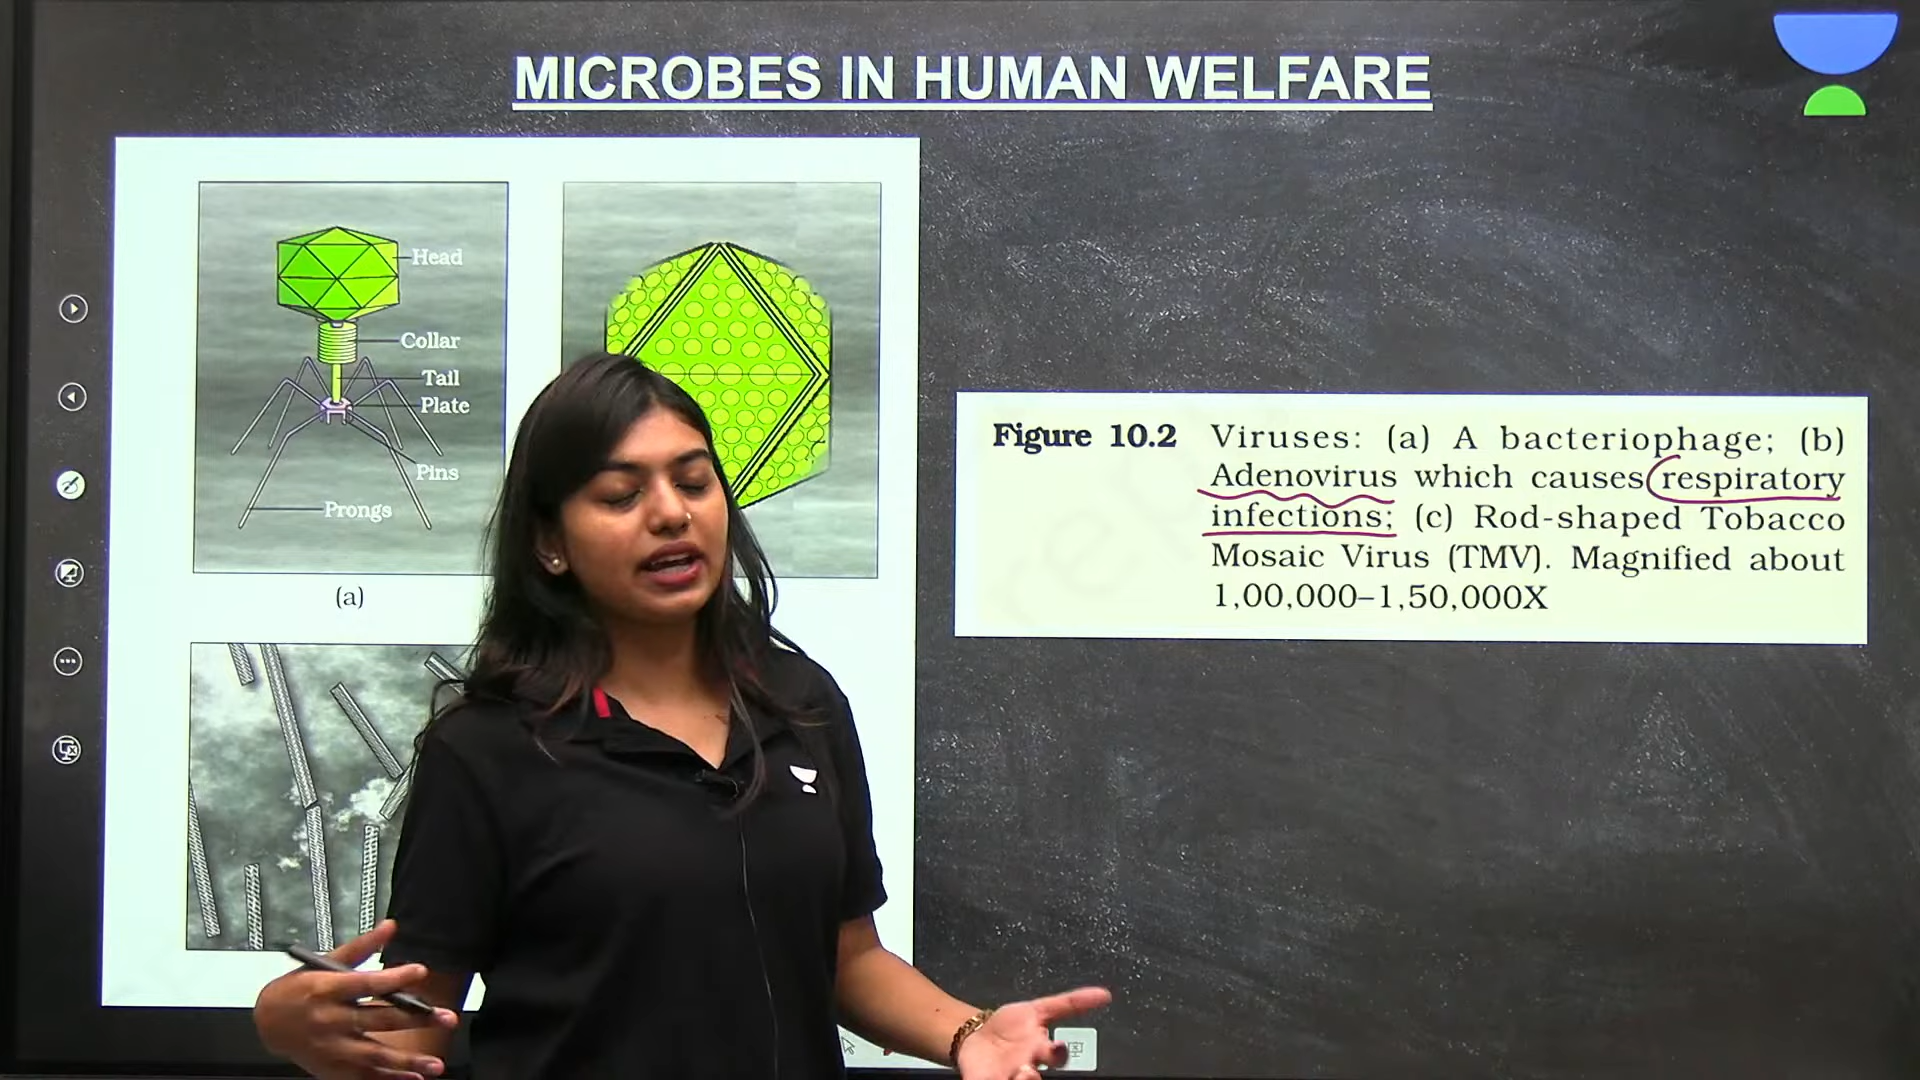 MICROBES IN HUMAN WELFARE
Head
Collar
Tail
Plate
Pins
Prongs
(a)
Figure 10.2 Viruses: (a) A bacteriophage; (b)
Adenovirus which causes respiratory
infections; (c) Rod-shaped Tobacco
Mosaic Virus (TMV). Magnified about
1,00,000–1,50,000X